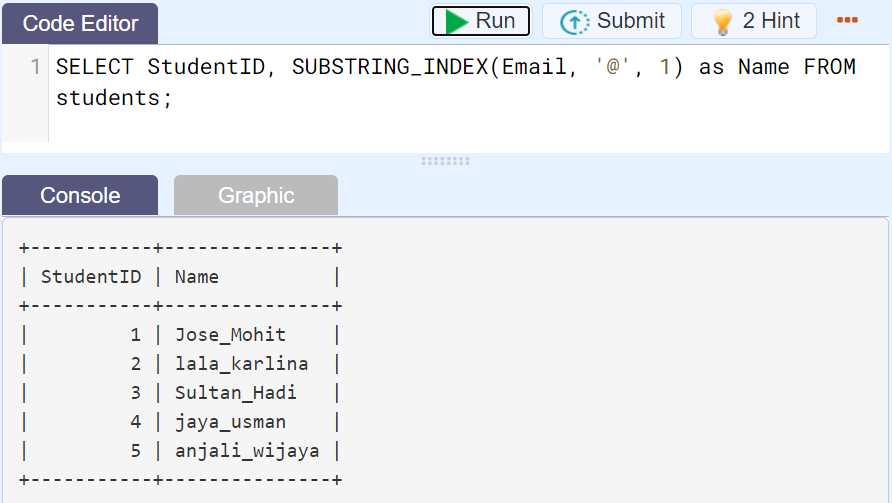 Code Editor
Run
Submit
2 Hint
1 SELECT StudentID, SUBSTRING_INDEX(Email, '@', 1) as Name FROM
students;
Console
Graphic
+-----------+---------------+
| StudentID | Name          |
+-----------+---------------+
|         1 | Jose_Mohit    |
|         2 | lala_karlina  |
|         3 | Sultan_Hadi   |
|         4 | jaya_usman    |
|         5 | anjali_wijaya |
+-----------+---------------+